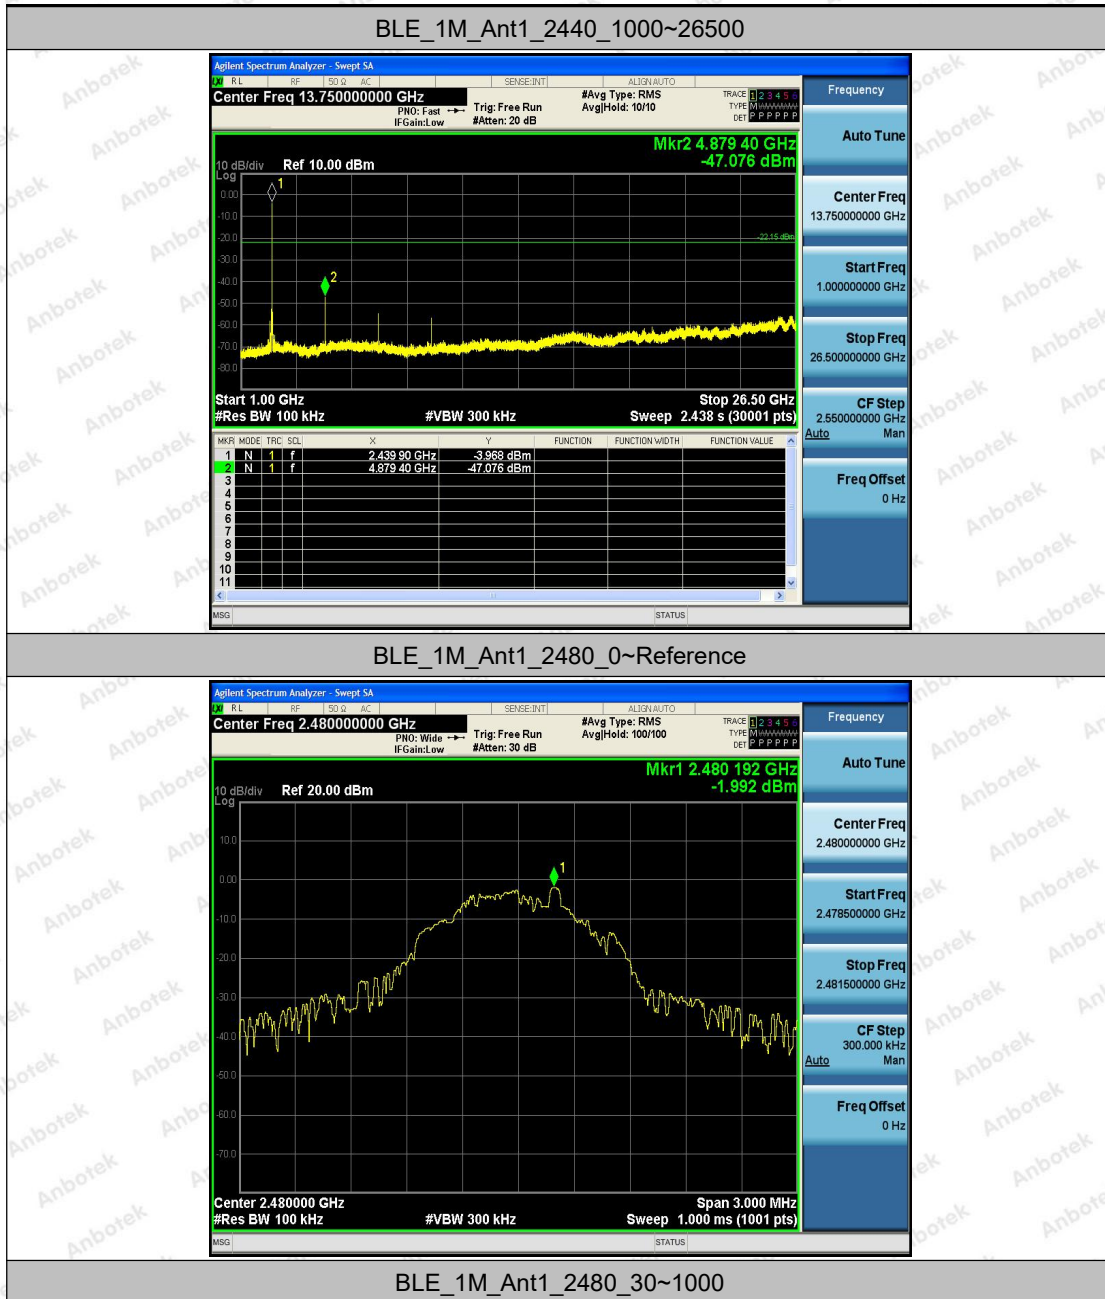 BLE_1M_Ant1_2440_1000~26500
Agilent Spectrum Analyzer - Swept SA
RL RF 50 Ω AC SENSE:INT ALIGN AUTO
Center Freq 13.750000000 GHz
PNO: Fast
IFGain:Low
Trig: Free Run
#Atten: 20 dB
#Avg Type: RMS
Avg|Hold: 10/10
TRACE 1 2 3 4 5 6
TYPE M
DET P P P P P P
Mkr2 4.879 40 GHz
-47.076 dBm
10 dB/div Ref 10.00 dBm
Log
0.00
-10.0
-20.0
-30.0
-40.0
-50.0
-60.0
-70.0
-80.0
1
2
-22.15 dBm
Start 1.00 GHz Stop 26.50 GHz
#Res BW 100 kHz #VBW 300 kHz Sweep 2.438 s (30001 pts)
MKR MODE TRC SCL X Y FUNCTION FUNCTION WIDTH FUNCTION VALUE
1 N 1 f 2.439 90 GHz -3.968 dBm
2 N 1 f 4.879 40 GHz -47.076 dBm
3
4
5
6
7
8
9
10
11
MSG STATUS
Frequency
Auto Tune
Center Freq
13.750000000 GHz
Start Freq
1.000000000 GHz
Stop Freq
26.500000000 GHz
CF Step
2.550000000 GHz
Auto Man
Freq Offset
0 Hz
BLE_1M_Ant1_2480_0~Reference
Agilent Spectrum Analyzer - Swept SA
RL RF 50 Ω AC SENSE:INT ALIGN AUTO
Center Freq 2.480000000 GHz
PNO: Wide
IFGain:Low
Trig: Free Run
#Atten: 30 dB
#Avg Type: RMS
Avg|Hold: 100/100
TRACE 1 2 3 4 5 6
TYPE M
DET P P P P P P
Mkr1 2.480 192 GHz
-1.992 dBm
10 dB/div Ref 20.00 dBm
Log
10.0
0.00
-10.0
-20.0
-30.0
-40.0
-50.0
-60.0
-70.0
1
Center 2.480000 GHz Span 3.000 MHz
#Res BW 100 kHz #VBW 300 kHz Sweep 1.000 ms (1001 pts)
MSG STATUS
Frequency
Auto Tune
Center Freq
2.480000000 GHz
Start Freq
2.478500000 GHz
Stop Freq
2.481500000 GHz
CF Step
300.000 kHz
Auto Man
Freq Offset
0 Hz
BLE_1M_Ant1_2480_30~1000